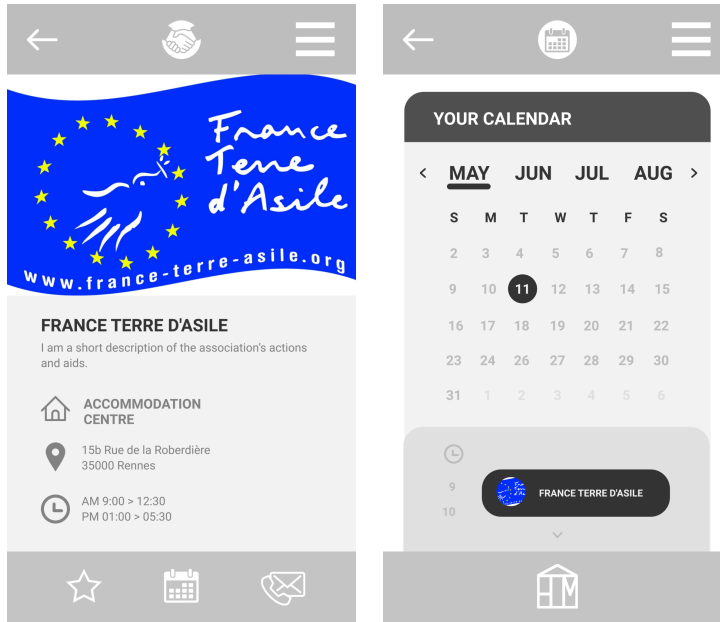 France
Terre
d'Asile
www.france-terre-asile.org
FRANCE TERRE D'ASILE
I am a short description of the association's actions
and aids.
ACCOMMODATION
CENTRE
15b Rue de la Roberdière
35000 Rennes
AM 9:00 > 12:30
PM 01:00 > 05:30
YOUR CALENDAR
< MAY JUN JUL AUG >
S M T W T F S
2 3 4 5 6 7 8
9 10 11 12 13 14 15
16 17 18 19 20 21 22
23 24 26 27 28 29 30
31 1 2 3 4 5 6
9
FRANCE TERRE D'ASILE
10
HM